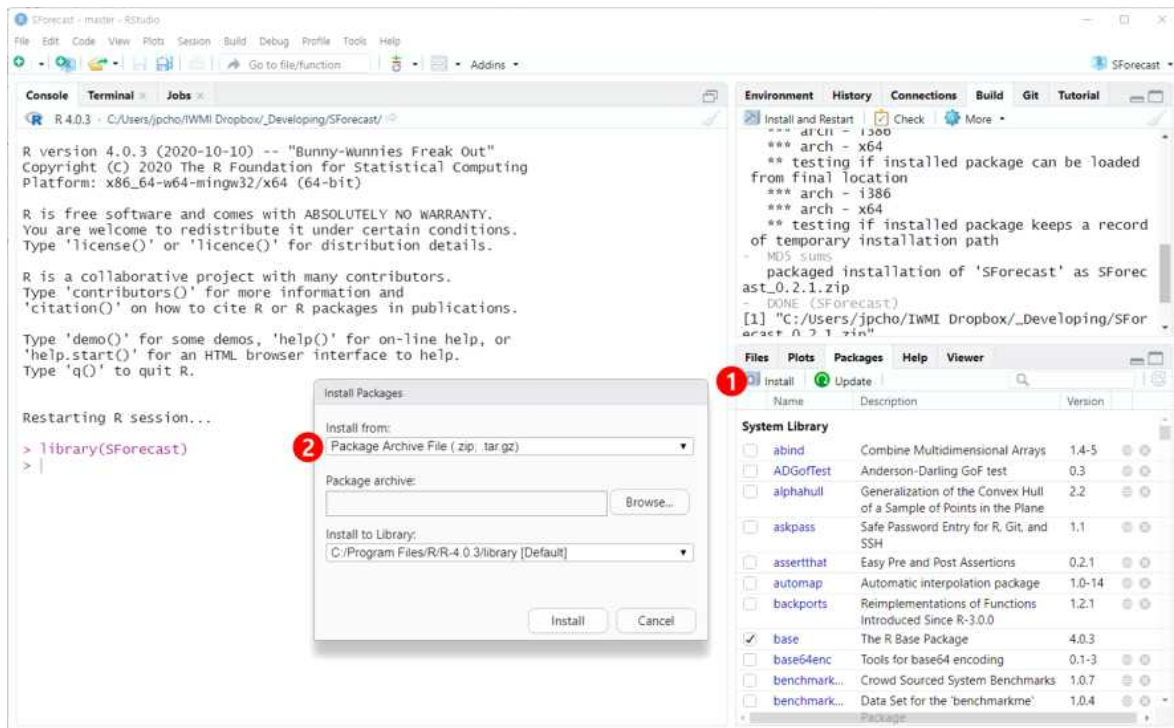 SForecast - master - RStudio
File Edit Code View Plots Session Build Debug Profile Tools Help
Go to file/function
Addins
SForecast
Console Terminal Jobs
R 4.0.3 · C:/Users/jpcho/IWMI Dropbox/_Developing/SForecast/
R version 4.0.3 (2020-10-10) -- "Bunny-Wunnies Freak Out"
Copyright (C) 2020 The R Foundation for Statistical Computing
Platform: x86_64-w64-mingw32/x64 (64-bit)
R is free software and comes with ABSOLUTELY NO WARRANTY.
You are welcome to redistribute it under certain conditions.
Type 'license()' or 'licence()' for distribution details.
R is a collaborative project with many contributors.
Type 'contributors()' for more information and
'citation()' on how to cite R or R packages in publications.
Type 'demo()' for some demos, 'help()' for on-line help, or
'help.start()' for an HTML browser interface to help.
Type 'q()' to quit R.
Restarting R session...
> library(SForecast)
>
Install Packages
Install from:
2
Package Archive File (.zip; .tar.gz)
Package archive:
Browse...
Install to Library:
C:/Program Files/R/R-4.0.3/library [Default]
Install Cancel
Environment History Connections Build Git Tutorial
Install and Restart Check More
*** arch - i386
*** arch - x64
** testing if installed package can be loaded
from final location
*** arch - i386
*** arch - x64
** testing if installed package keeps a record
of temporary installation path
- MD5 sums
packaged installation of 'SForecast' as SForec
ast_0.2.1.zip
- DONE (SForecast)
[1] "C:/Users/jpcho/IWMI Dropbox/_Developing/SFor
ecast_0.2.1.zip"
Files Plots Packages Help Viewer
1
Install Update
Name Description Version
System Library
abind Combine Multidimensional Arrays 1.4-5
ADGofTest Anderson-Darling GoF test 0.3
alphahull Generalization of the Convex Hull 2.2
of a Sample of Points in the Plane
askpass Safe Password Entry for R, Git, and 1.1
SSH
assertthat Easy Pre and Post Assertions 0.2.1
automap Automatic interpolation package 1.0-14
backports Reimplementations of Functions 1.2.1
Introduced Since R-3.0.0
base The R Base Package 4.0.3
base64enc Tools for base64 encoding 0.1-3
benchmark... Crowd Sourced System Benchmarks 1.0.7
benchmark... Data Set for the 'benchmarkme' 1.0.4
Package